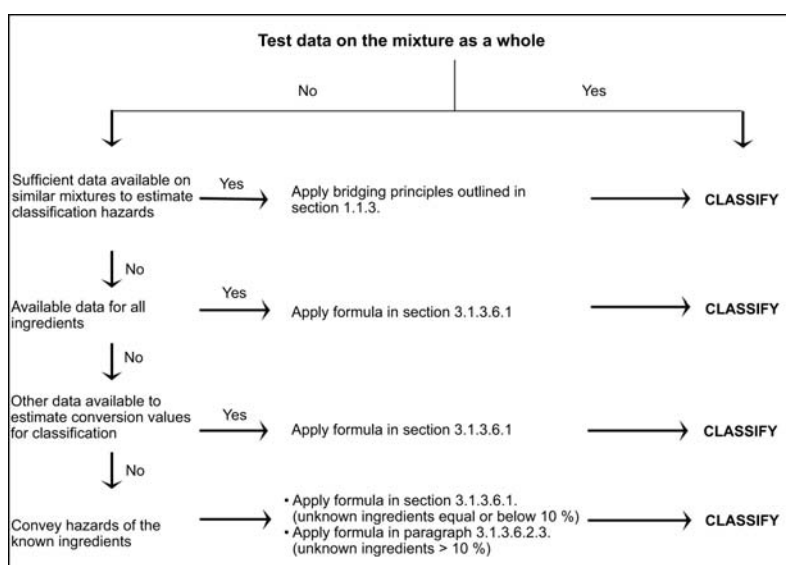 Test data on the mixture as a whole
No
Yes
Sufficient data available on
similar mixtures to estimate
classification hazards
Yes
Apply bridging principles outlined in
section 1.1.3.
CLASSIFY
No
Available data for all
ingredients
Yes
Apply formula in section 3.1.3.6.1
CLASSIFY
No
Other data available to
estimate conversion values
for classification
Yes
Apply formula in section 3.1.3.6.1
CLASSIFY
No
Convey hazards of the
known ingredients
• Apply formula in section 3.1.3.6.1.
(unknown ingredients equal or below 10 %)
• Apply formula in paragraph 3.1.3.6.2.3.
(unknown ingredients > 10 %)
CLASSIFY